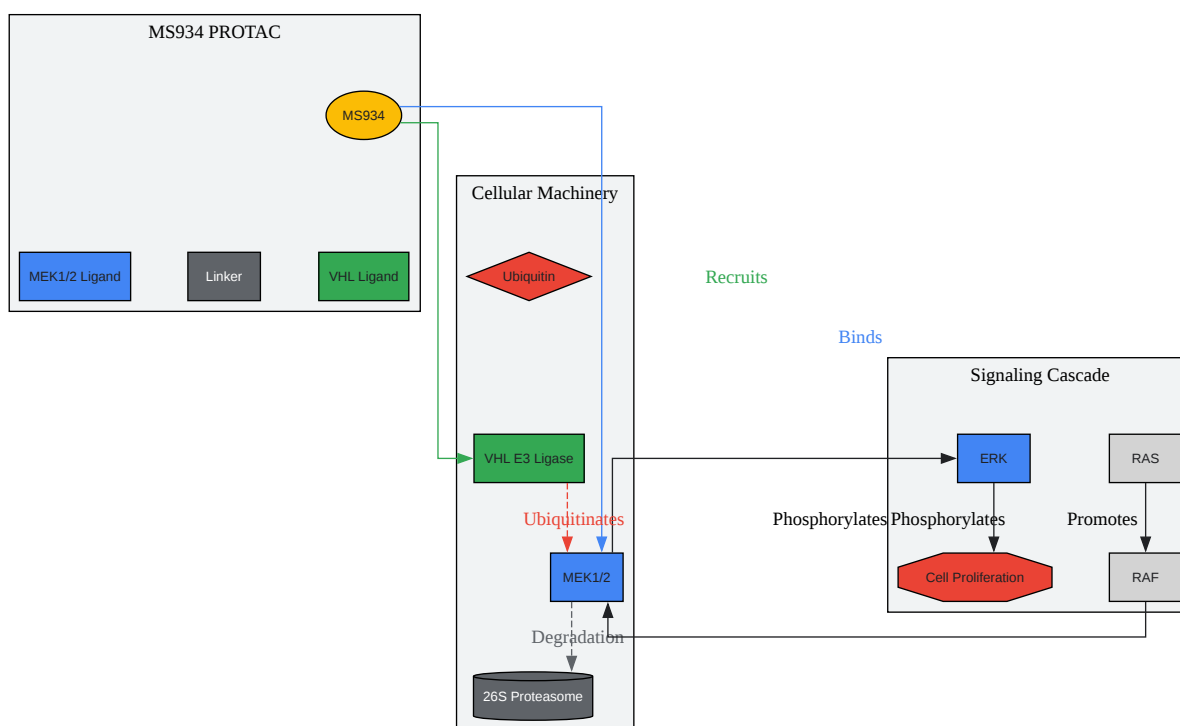 MS934 PROTAC
MS934
Cellular Machinery
MEK1/2 Ligand
Linker
VHL Ligand
Ubiquitin
Recruits
Binds
Signaling Cascade
VHL E3 Ligase
ERK
RAS
Ubiquitinates
Phosphorylates
Phosphorylates
Promotes
MEK1/2
Cell Proliferation
RAF
Degradation
26S Proteasome